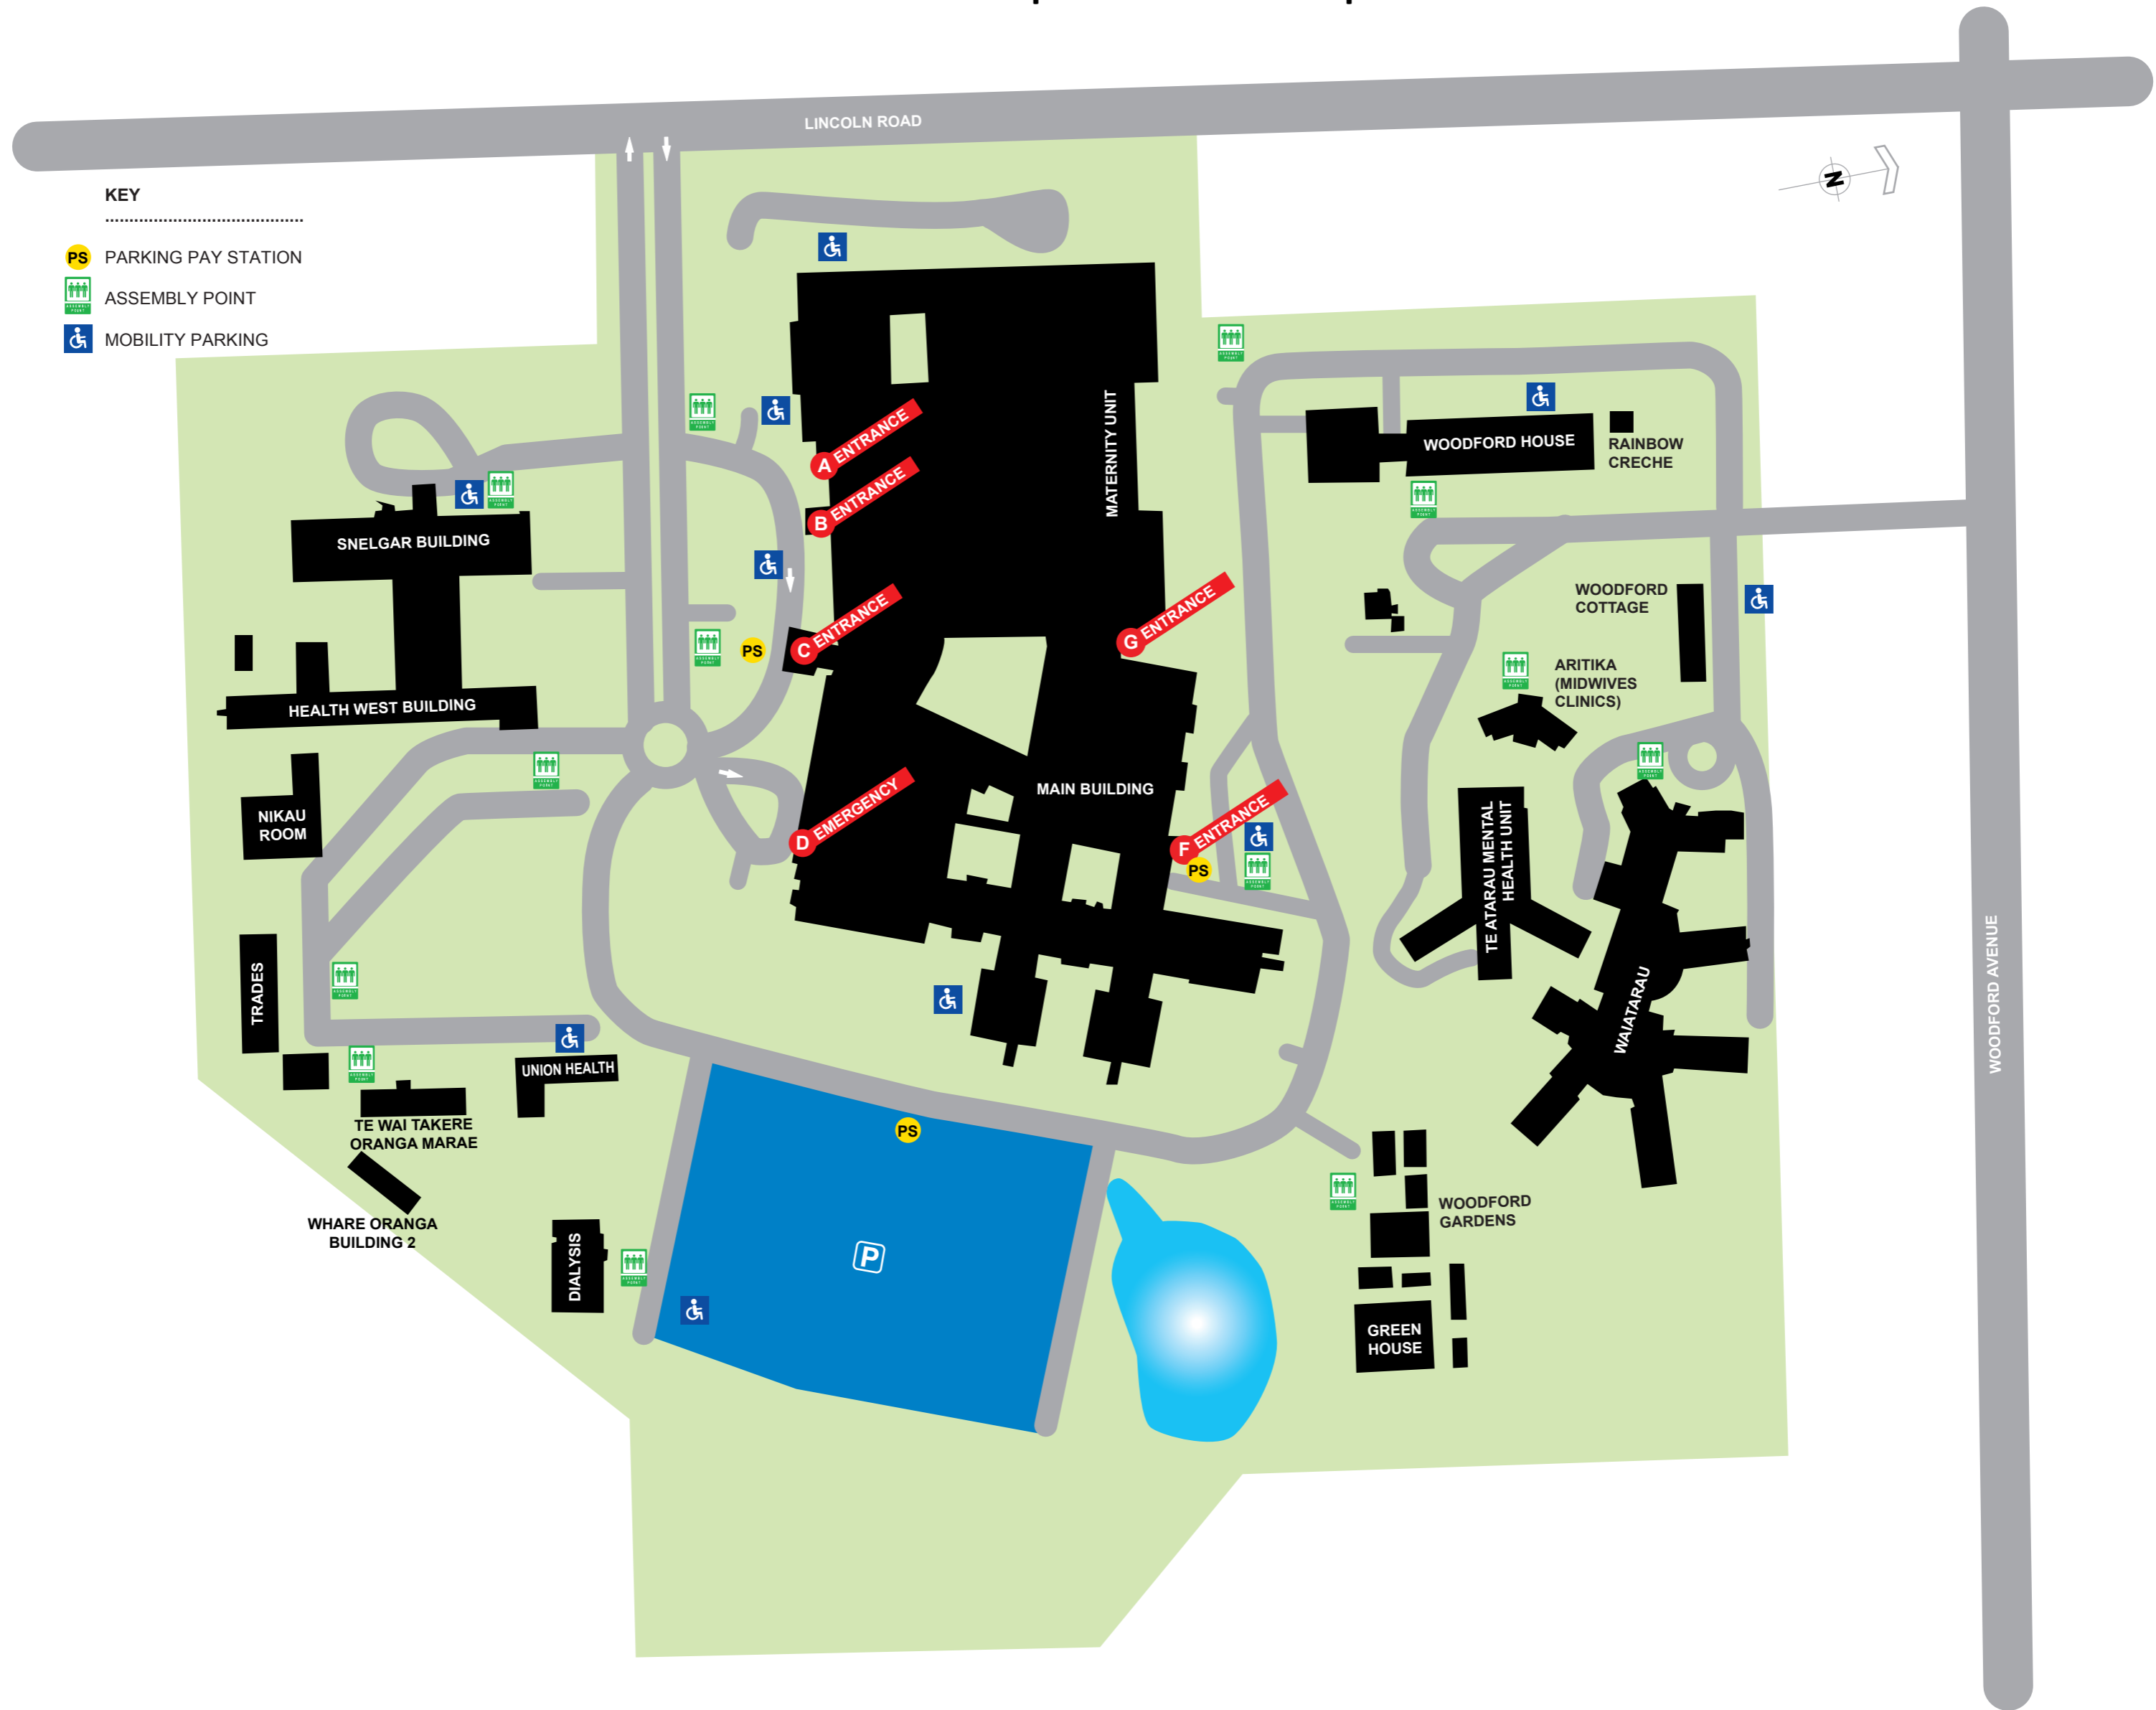 LINCOLN ROAD
N
KEY
PS PARKING PAY STATION
ASSEMBLY POINT
MOBILITY PARKING
MATERNITY UNIT
A ENTRANCE
B ENTRANCE
WOODFORD HOUSE
RAINBOW
CRECHE
SNELGAR BUILDING
C ENTRANCE
PS
G ENTRANCE
WOODFORD
COTTAGE
ARITIKA
(MIDWIVES
CLINICS)
HEALTH WEST BUILDING
MAIN BUILDING
NIKAU
ROOM
D EMERGENCY
F ENTRANCE
PS
TE ATARAU MENTAL
HEALTH UNIT
WOODFORD AVENUE
TRADES
WAIATARAU
UNION HEALTH
TE WAI TAKERE
ORANGA MARAE
PS
WHARE ORANGA
BUILDING 2
DIALYSIS
P
WOODFORD
GARDENS
GREEN
HOUSE